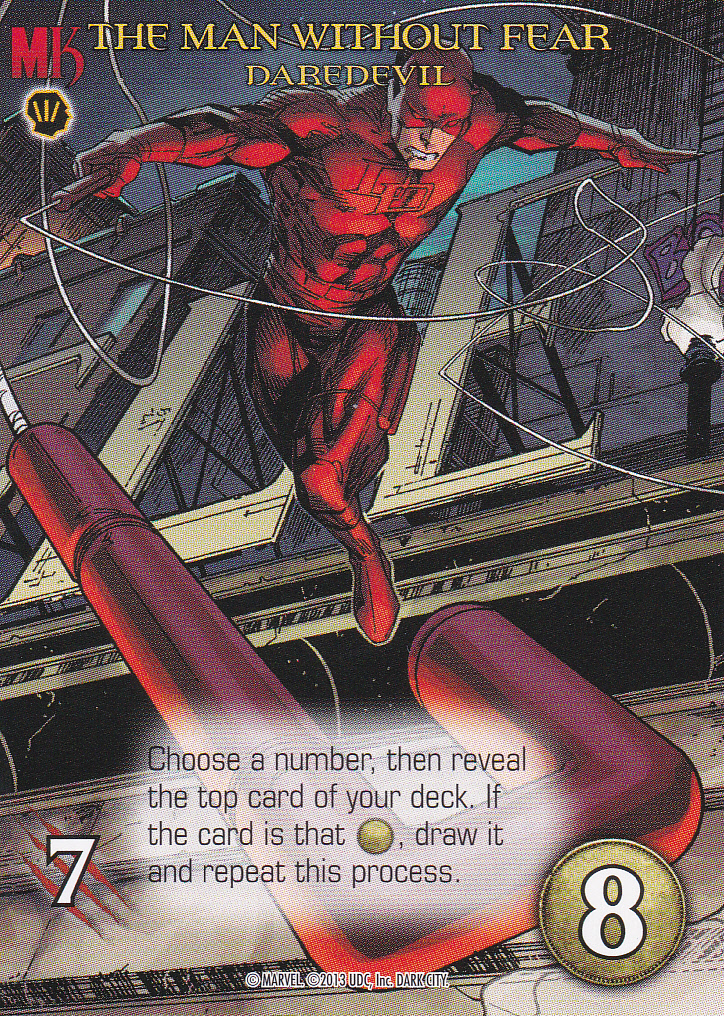 MK
THE MAN WITHOUT FEAR
DAREDEVIL
DD
Choose a number, then reveal
the top card of your deck. If
the card is that , draw it
and repeat this process.
7
8
© MARVEL. ©2013 UDC, Inc. DARK CITY.